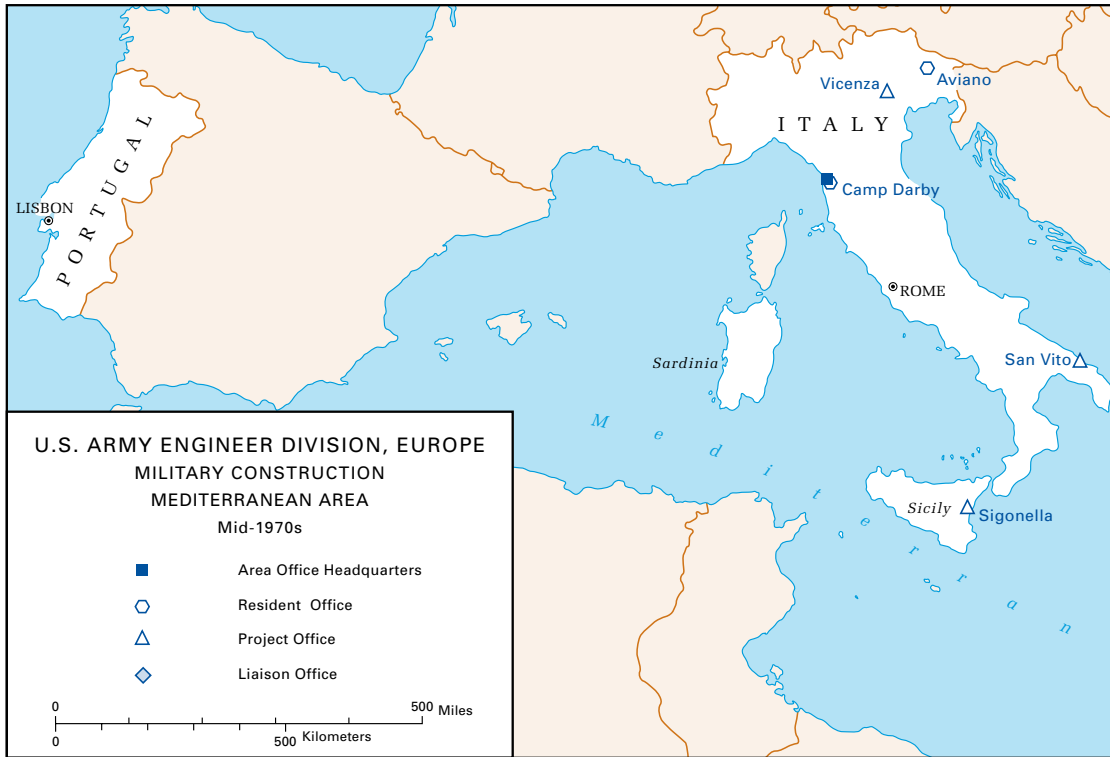 Vicenza
Aviano
ITALY
PORTUGAL
Camp Darby
LISBON
ROME
Sardinia
San Vito
Mediterran
Sicily
Sigonella
U.S. ARMY ENGINEER DIVISION, EUROPE
MILITARY CONSTRUCTION
MEDITERRANEAN AREA
Mid-1970s
Area Office Headquarters
Resident Office
Project Office
Liaison Office
0 500 Miles
0 500 Kilometers